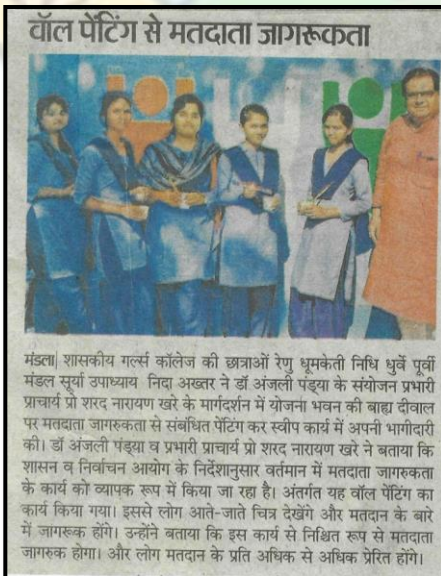 वॉल पेंटिंग से मतदाता जागरूकता
मंडला| शासकीय गर्ल्स कॉलेज की छात्राओं रेणु धूमकेती निधि धुर्वे पूर्वी
मंडल सूर्या उपाध्याय निदा अख्तर ने डॉ अंजली पंड्या के संयोजन प्रभारी
प्राचार्य प्रो शरद नारायण खरे के मार्गदर्शन में योजना भवन की बाह्य दीवाल
पर मतदाता जागरुकता से संबंधित पेंटिंग कर स्वीप कार्य में अपनी भागीदारी
की। डॉ अंजली पंड्या व प्रभारी प्राचार्य प्रो शरद नारायण खरे ने बताया कि
शासन व निर्वाचन आयोग के निर्देशानुसार वर्तमान में मतदाता जागरुकता
के कार्य को व्यापक रूप में किया जा रहा है। अंतर्गत यह वॉल पेंटिंग का
कार्य किया गया। इससे लोग आते-जाते चित्र देखेंगे और मतदान के बारे
में जागरूक होंगे। उन्होंने बताया कि इस कार्य से निश्चित रूप से मतदाता
जागरुक होगा। और लोग मतदान के प्रति अधिक से अधिक प्रेरित होंगे।